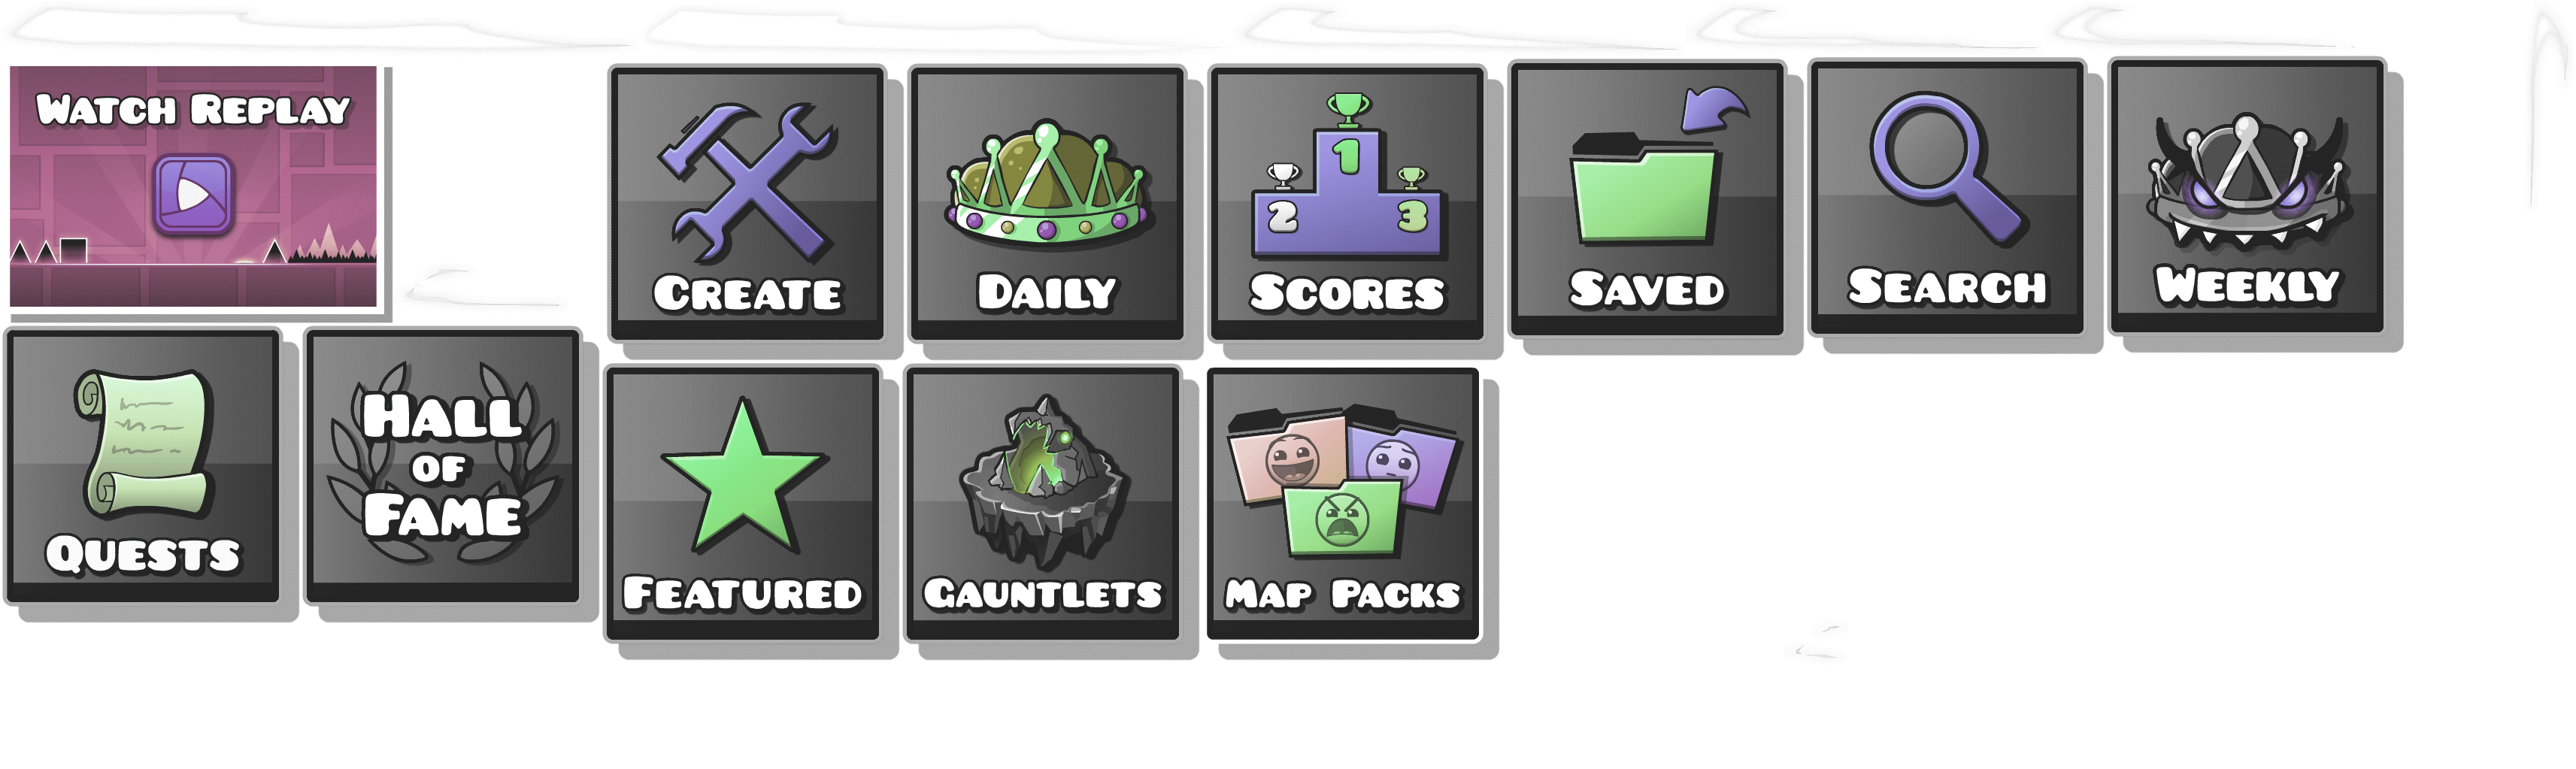 Watch Replay
Create
Daily
1
2
3
Scores
Saved
Search
Weekly
Quests
Hall
of
Fame
Featured
Gauntlets
Map Packs